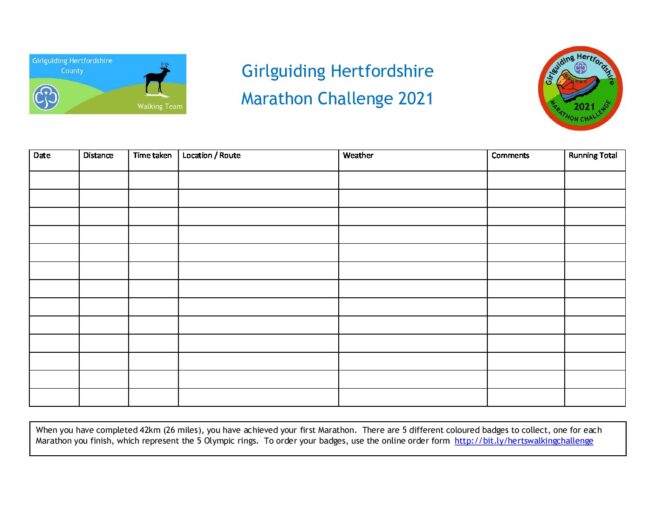 Girlguiding Hertfordshire
County
Walking Team
Girlguiding Hertfordshire
Marathon Challenge 2021
Girlguiding Hertfordshire
2021
MARATHON CHALLENGE
Date Distance Time taken Location / Route Weather Comments Running Total
When you have completed 42km (26 miles), you have achieved your first Marathon. There are 5 different coloured badges to collect, one for each
Marathon you finish, which represent the 5 Olympic rings. To order your badges, use the online order form http://bit.ly/hertswalkingchallenge